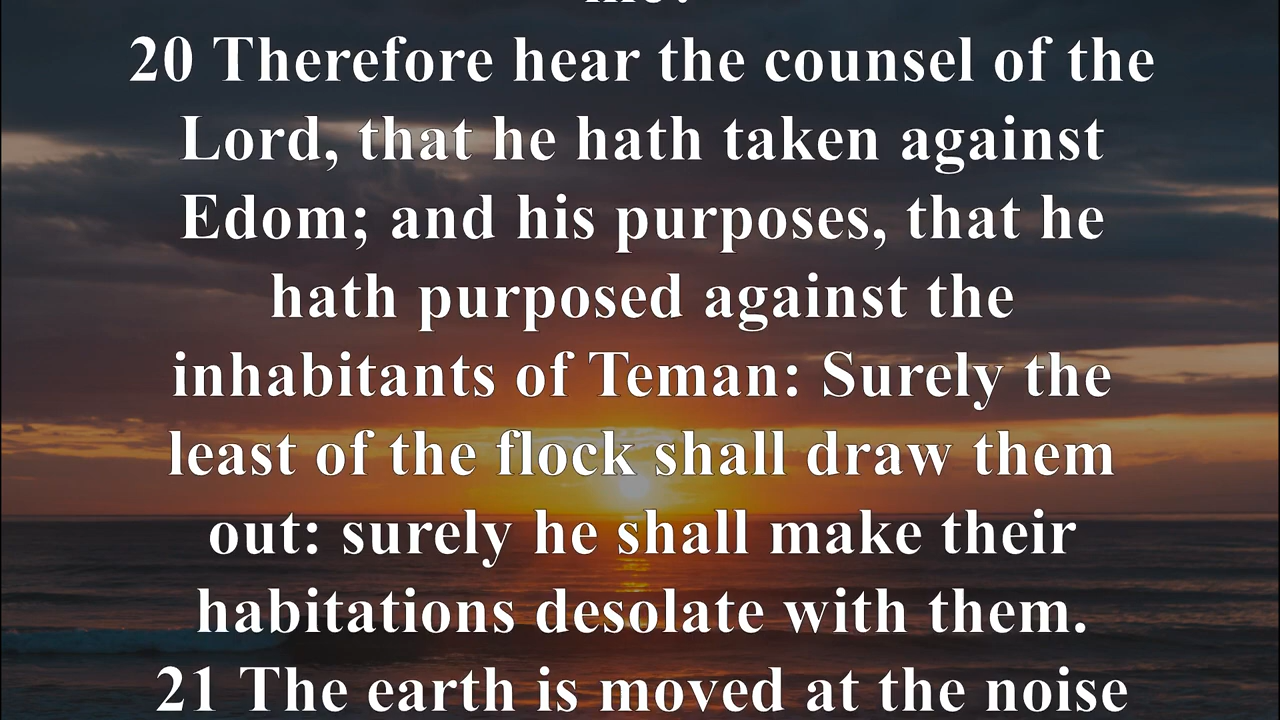 20 Therefore hear the counsel of the
Lord, that he hath taken against
Edom; and his purposes, that he
hath purposed against the
inhabitants of Teman: Surely the
least of the flock shall draw them
out: surely he shall make their
habitations desolate with them.
21 The earth is moved at the noise